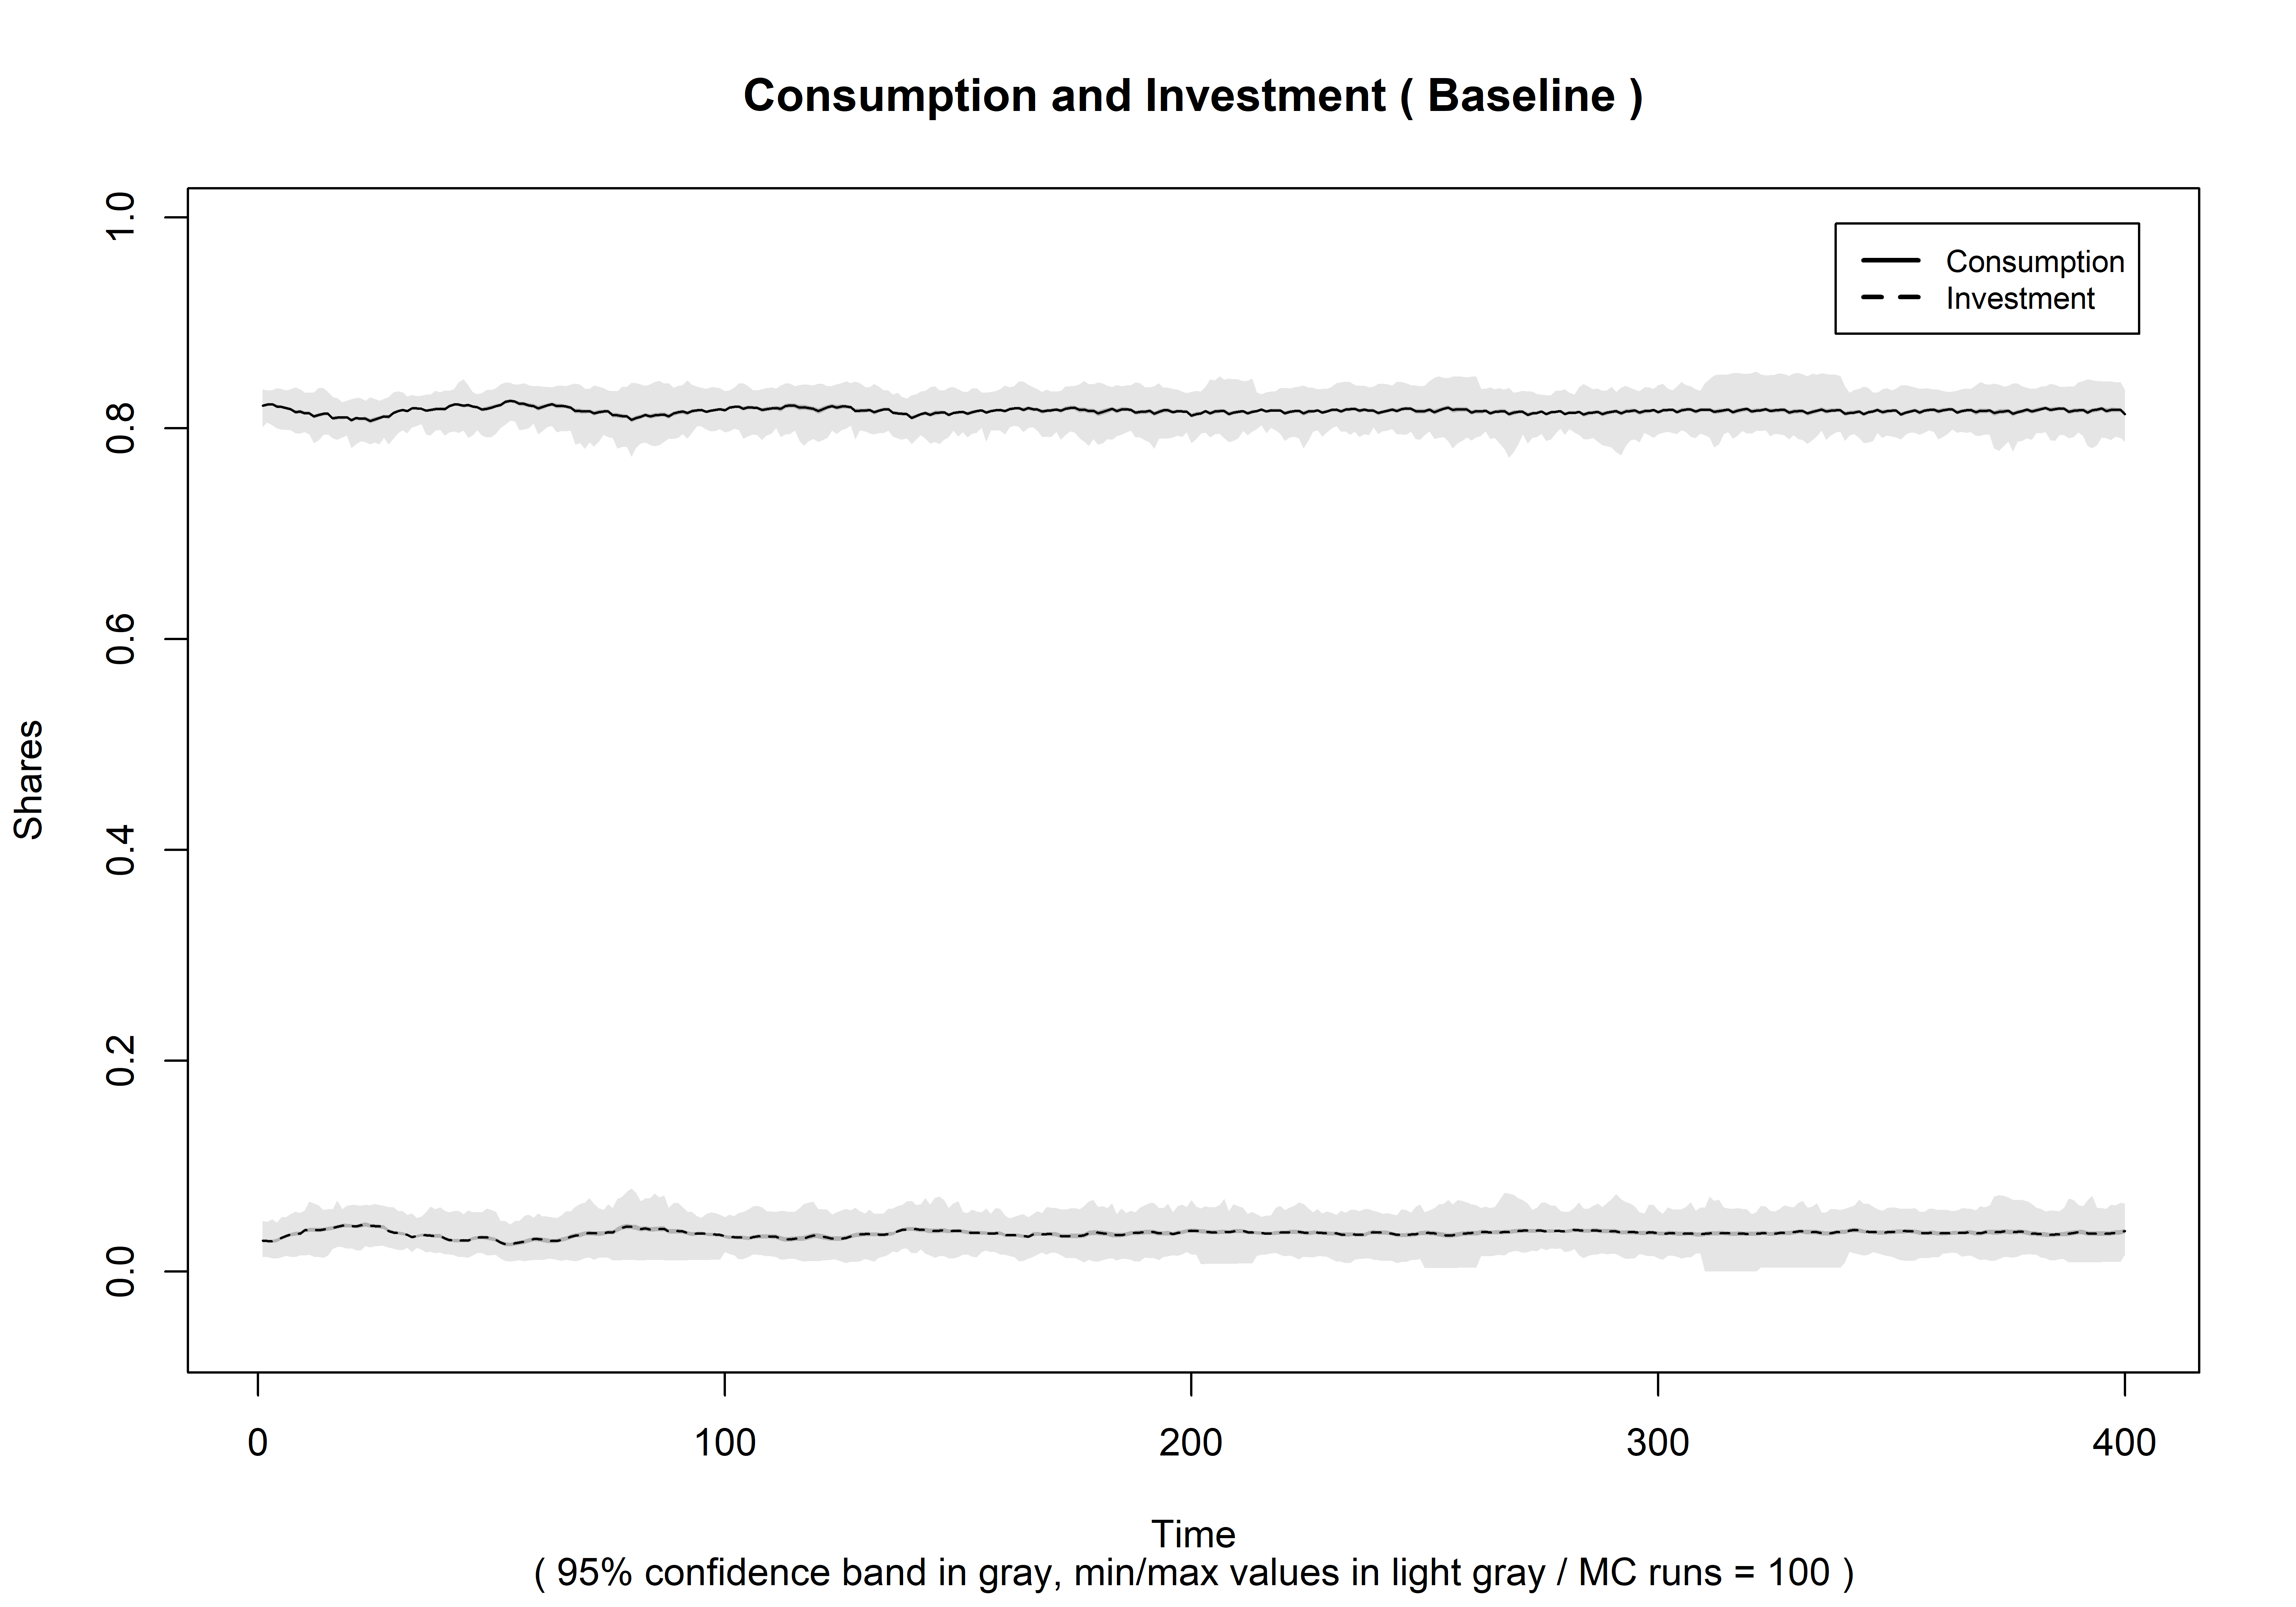 Consumption and Investment ( Baseline )
1.0
0.8
0.6
0.4
0.2
0.0
Shares
Consumption
Investment
0 100 200 300 400
Time
( 95% confidence band in gray, min/max values in light gray / MC runs = 100 )